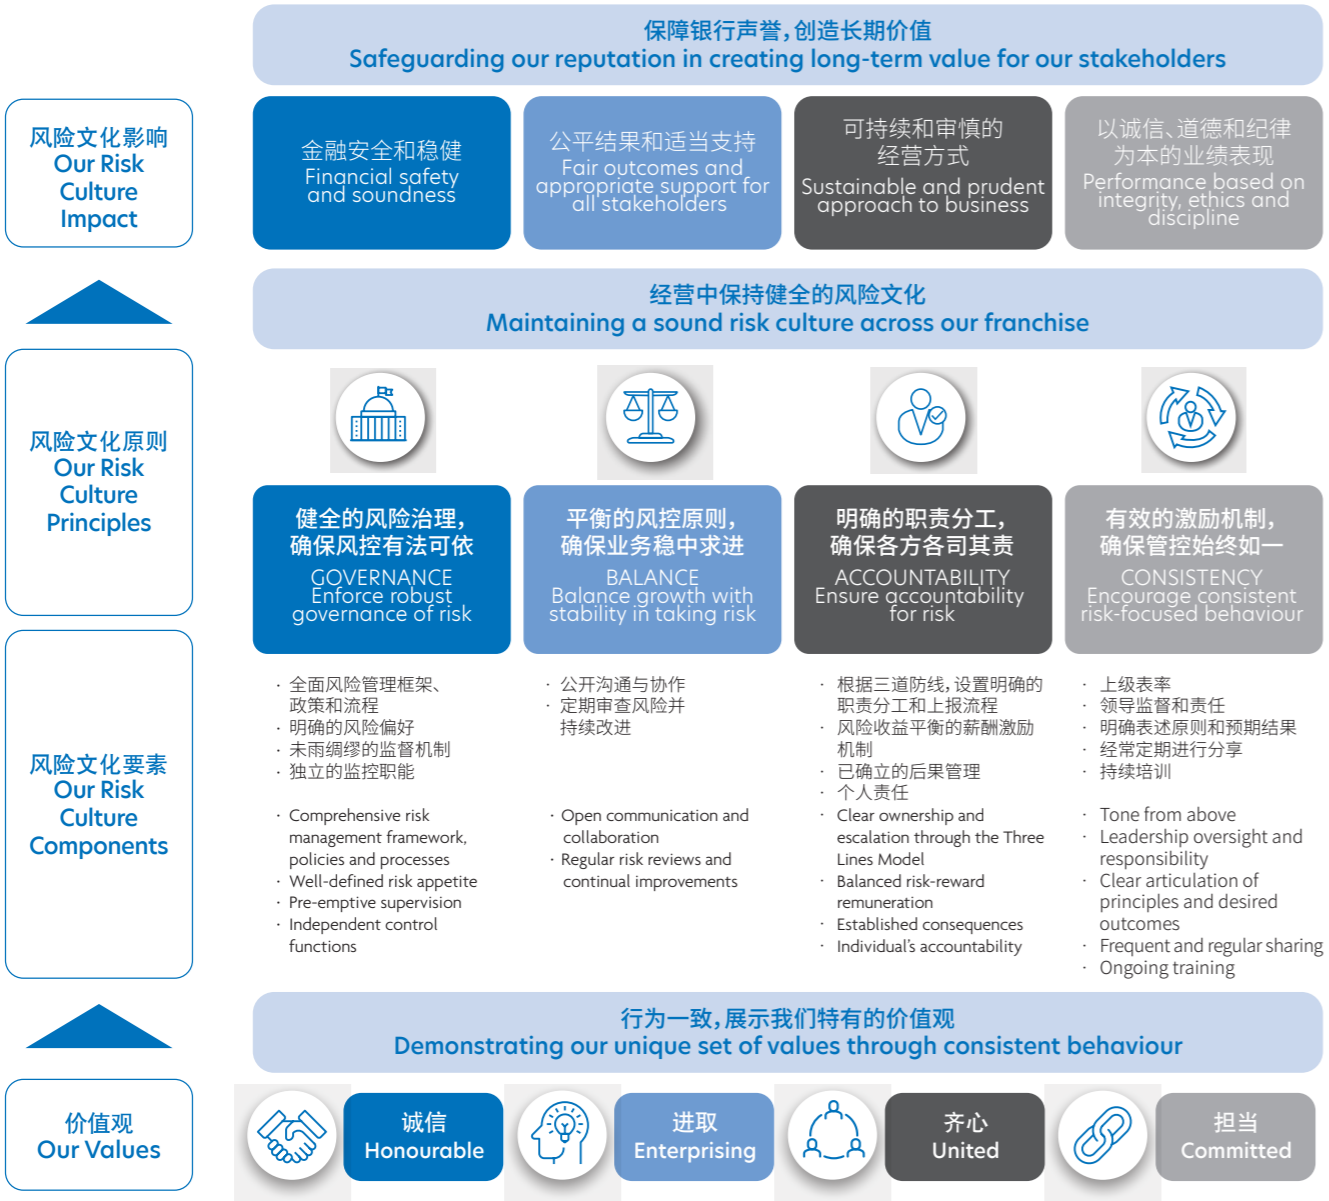 保障银行声誉，创造长期价值
Safeguarding our reputation in creating long-term value for our stakeholders
风险文化影响
Our Risk
Culture
Impact
金融安全和稳健
Financial safety
and soundness
公平结果和适当支持
Fair outcomes and
appropriate support for
all stakeholders
可持续和审慎的
经营方式
Sustainable and prudent
approach to business
以诚信、道德和纪律
为本的业绩表现
Performance based on
integrity, ethics and
discipline
经营中保持健全的风险文化
Maintaining a sound risk culture across our franchise
风险文化原则
Our Risk
Culture
Principles
健全的风险治理，
确保风控有法可依
GOVERNANCE
Enforce robust
governance of risk
平衡的风控原则，
确保业务稳中求进
BALANCE
Balance growth with
stability in taking risk
明确的职责分工，
确保各方各司其责
ACCOUNTABILITY
Ensure accountability
for risk
有效的激励机制，
确保管控始终如一
CONSISTENCY
Encourage consistent
risk-focused behaviour
风险文化要素
Our Risk
Culture
Components
· 全面风险管理框架、
政策和流程
· 明确的风险偏好
· 未雨绸缪的监督机制
· 独立的监控职能
· Comprehensive risk
management framework,
policies and processes
· Well-defined risk appetite
· Pre-emptive supervision
· Independent control
functions
· 公开沟通与协作
· 定期审查风险并
持续改进
· Open communication and
collaboration
· Regular risk reviews and
continual improvements
· 根据三道防线，设置明确的
职责分工和上报流程
· 风险收益平衡的薪酬激励
机制
· 已确立的后果管理
· 个人责任
· Clear ownership and
escalation through the Three
Lines Model
· Balanced risk-reward
remuneration
· Established consequences
· Individual’s accountability
· 上级表率
· 领导监督和责任
· 明确表述原则和预期结果
· 经常定期进行分享
· 持续培训
· Tone from above
· Leadership oversight and
responsibility
· Clear articulation of
principles and desired
outcomes
· Frequent and regular sharing
· Ongoing training
行为一致，展示我们特有的价值观
Demonstrating our unique set of values through consistent behaviour
价值观
Our Values
诚信
Honourable
进取
Enterprising
齐心
United
担当
Committed